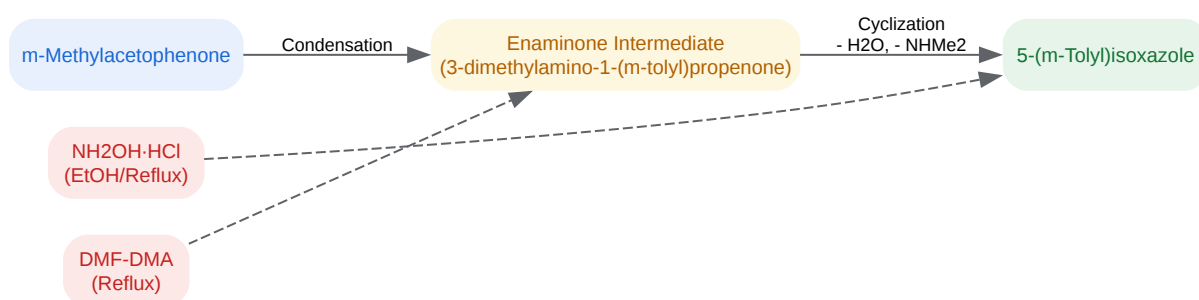 m-Methylacetophenone
Condensation
Enaminone Intermediate
(3-dimethylamino-1-(m-tolyl)propenone)
Cyclization
- H2O, - NHMe2
5-(m-Tolyl)isoxazole
NH2OH·HCl
(EtOH/Reflux)
DMF-DMA
(Reflux)